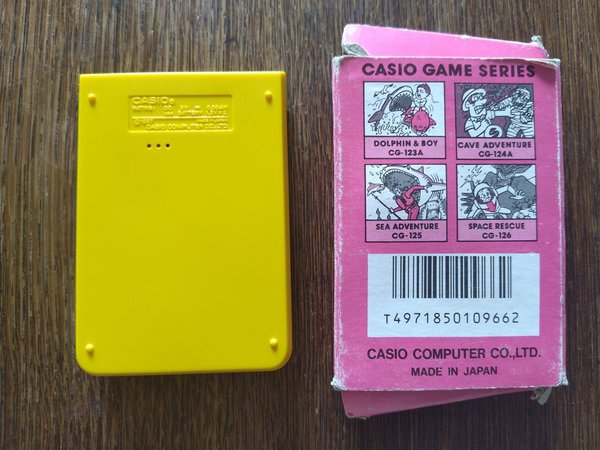 CASIO®
CASIO COMPUTER CO.,LTD.
CASIO GAME SERIES
DOLPHIN & BOY
CG-123A
CAVE ADVENTURE
CG-124A
SEA ADVENTURE
CG-125
SPACE RESCUE
CG-126
T4971850109662
CASIO COMPUTER CO.,LTD.
MADE IN JAPAN